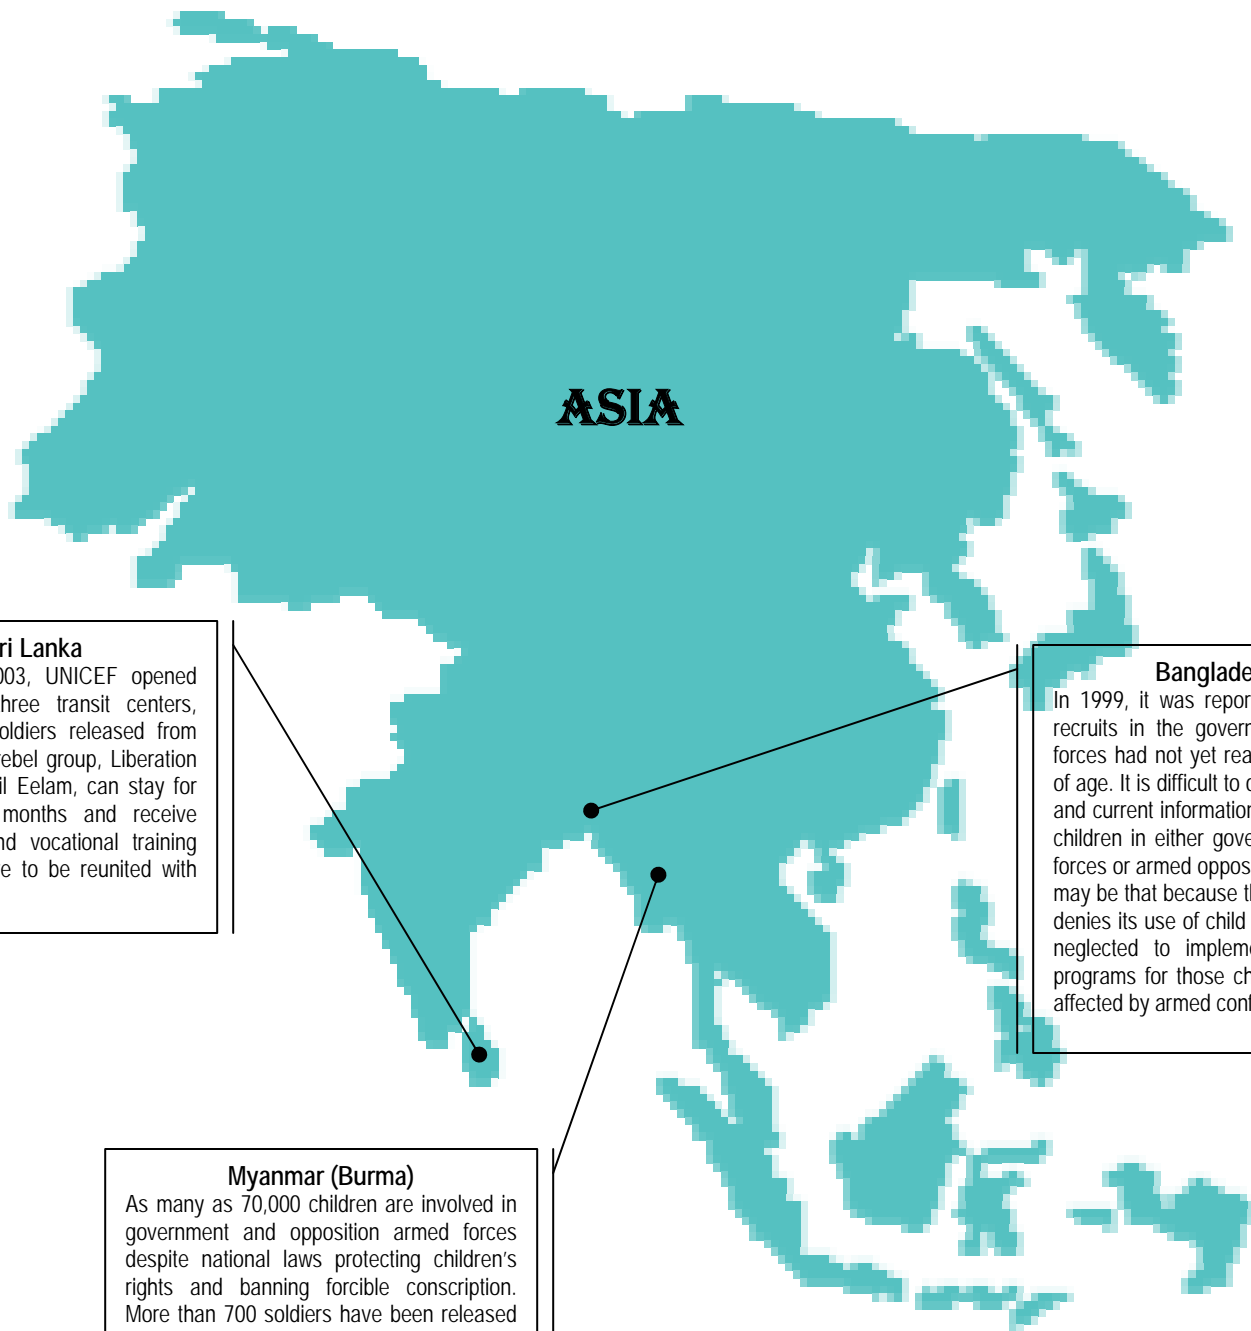 ASIA
ri Lanka
003, UNICEF opened
hree transit centers,
oldiers released from
rebel group, Liberation
il Eelam, can stay for
months and receive
nd vocational training
e to be reunited with
Banglade
In 1999, it was repor
recruits in the govern
forces had not yet rea
of age. It is difficult to
and current information
children in either gove
forces or armed oppos
may be that because t
denies its use of child
neglected to impleme
programs for those ch
affected by armed conf
Myanmar (Burma)
As many as 70,000 children are involved in
government and opposition armed forces
despite national laws protecting children's
rights and banning forcible conscription.
More than 700 soldiers have been released